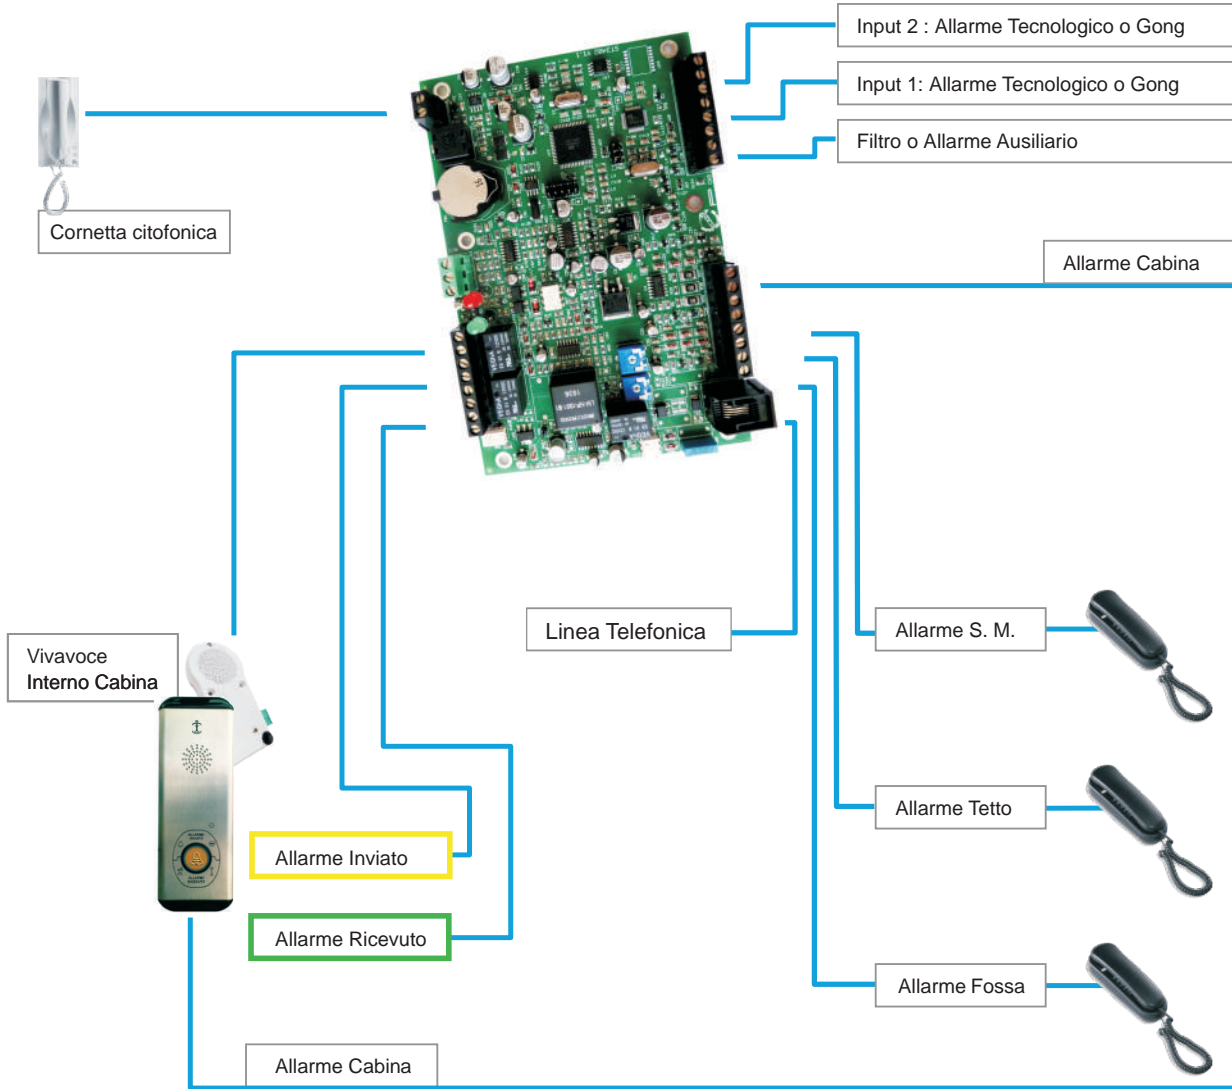 Input 2 : Allarme Tecnologico o Gong
Input 1: Allarme Tecnologico o Gong
Filtro o Allarme Ausiliario
Cornetta citofonica
Allarme Cabina
Linea Telefonica
Allarme S. M.
Vivavoce
Interno Cabina
Allarme Tetto
Allarme Inviato
Allarme Ricevuto
Allarme Fossa
Allarme Cabina